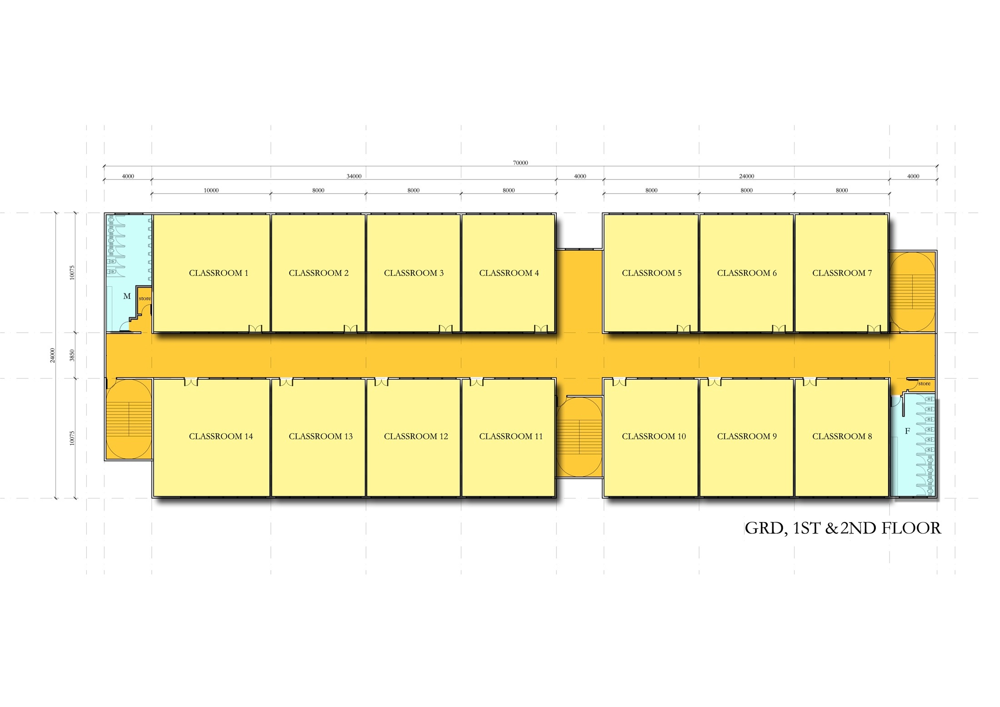 70000
4000 34000 4000 24000 4000
10000 8000 8000 8000 8000 8000 8000
CLASSROOM 1 CLASSROOM 2 CLASSROOM 3 CLASSROOM 4 CLASSROOM 5 CLASSROOM 6 CLASSROOM 7
10075
M
store
24000
3850
store
F
10075
CLASSROOM 14 CLASSROOM 13 CLASSROOM 12 CLASSROOM 11 CLASSROOM 10 CLASSROOM 9 CLASSROOM 8
GRD, 1ST &2ND FLOOR